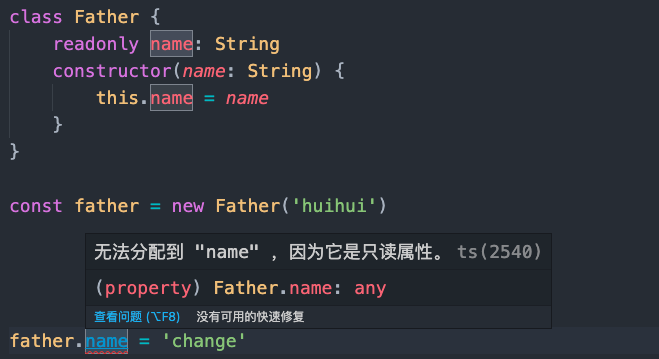 class Father {
    readonly name: String
    constructor(name: String) {
        this.name = name
    }
}
const father = new Father('huihui')
无法分配到 "name" ，因为它是只读属性。 ts(2540)
(property) Father.name: any
查看问题 (⌥F8) 没有可用的快速修复
father.name = 'change'